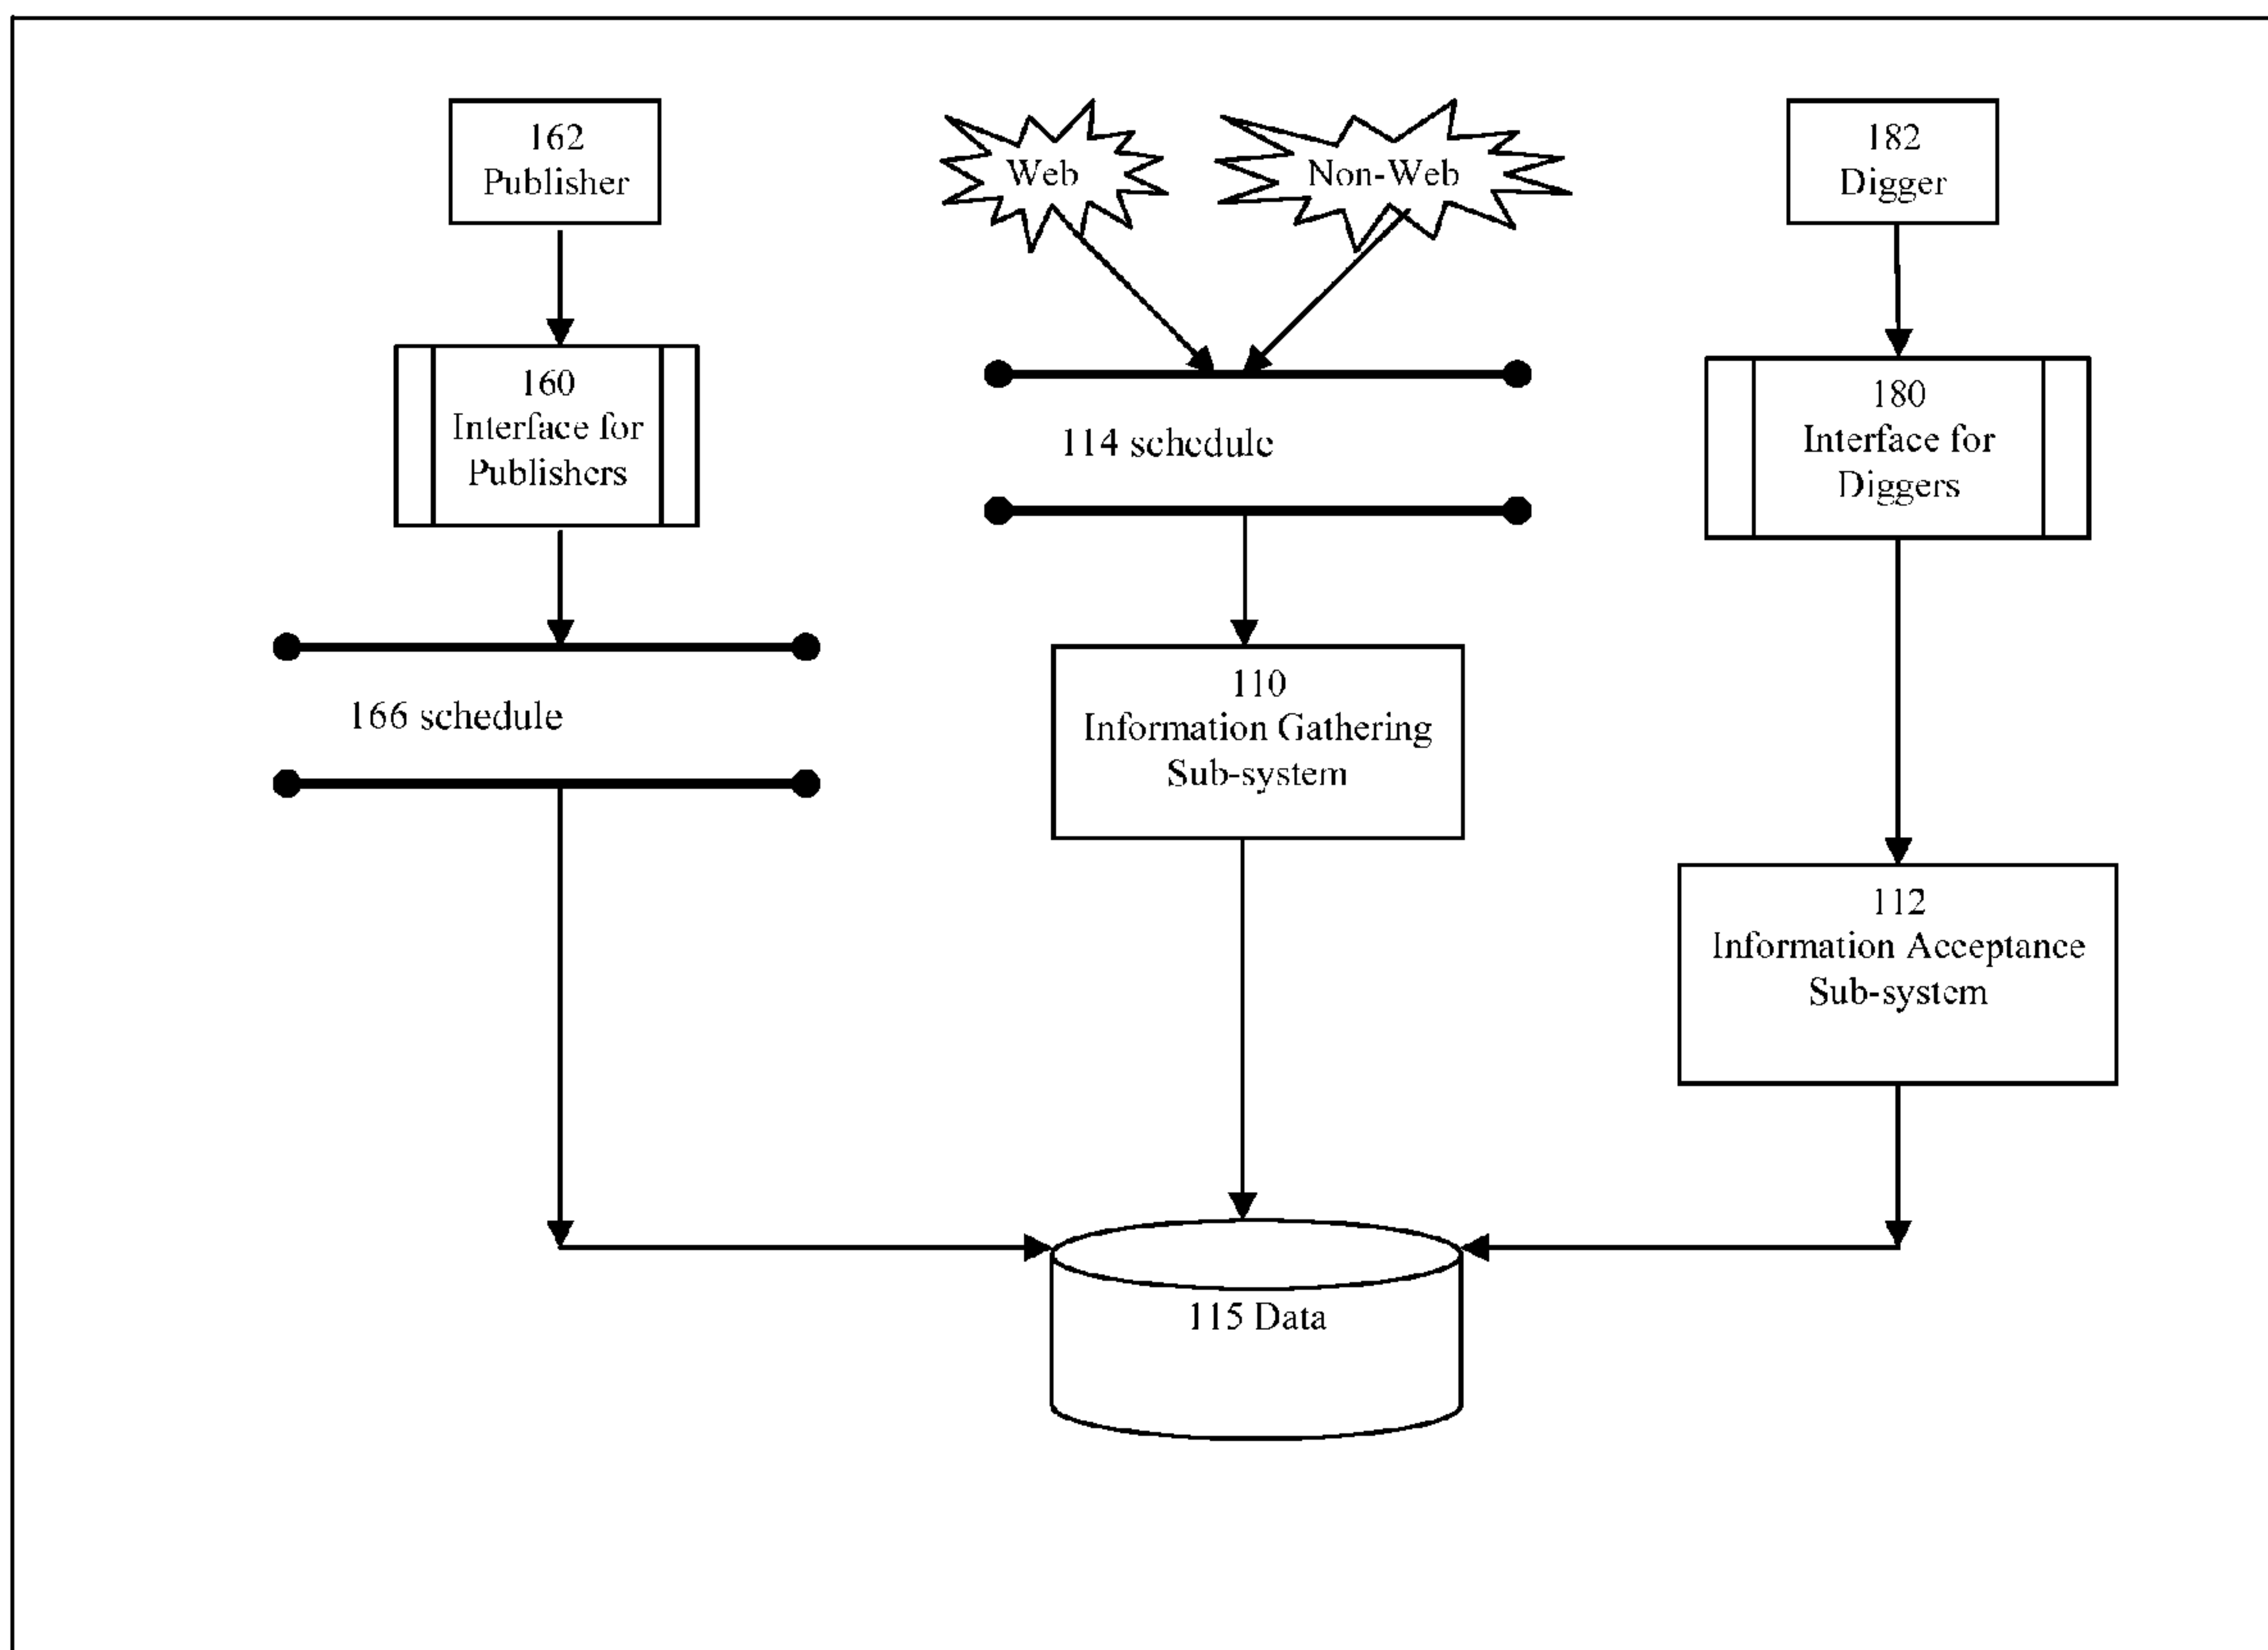 162
Publisher
Web
Non-Web
182
Digger
160
Interface for
Publishers
114 schedule
180
Interface for
Diggers
166 schedule
110
Information Gathering
Sub-system
112
Information Acceptance
Sub-system
115 Data